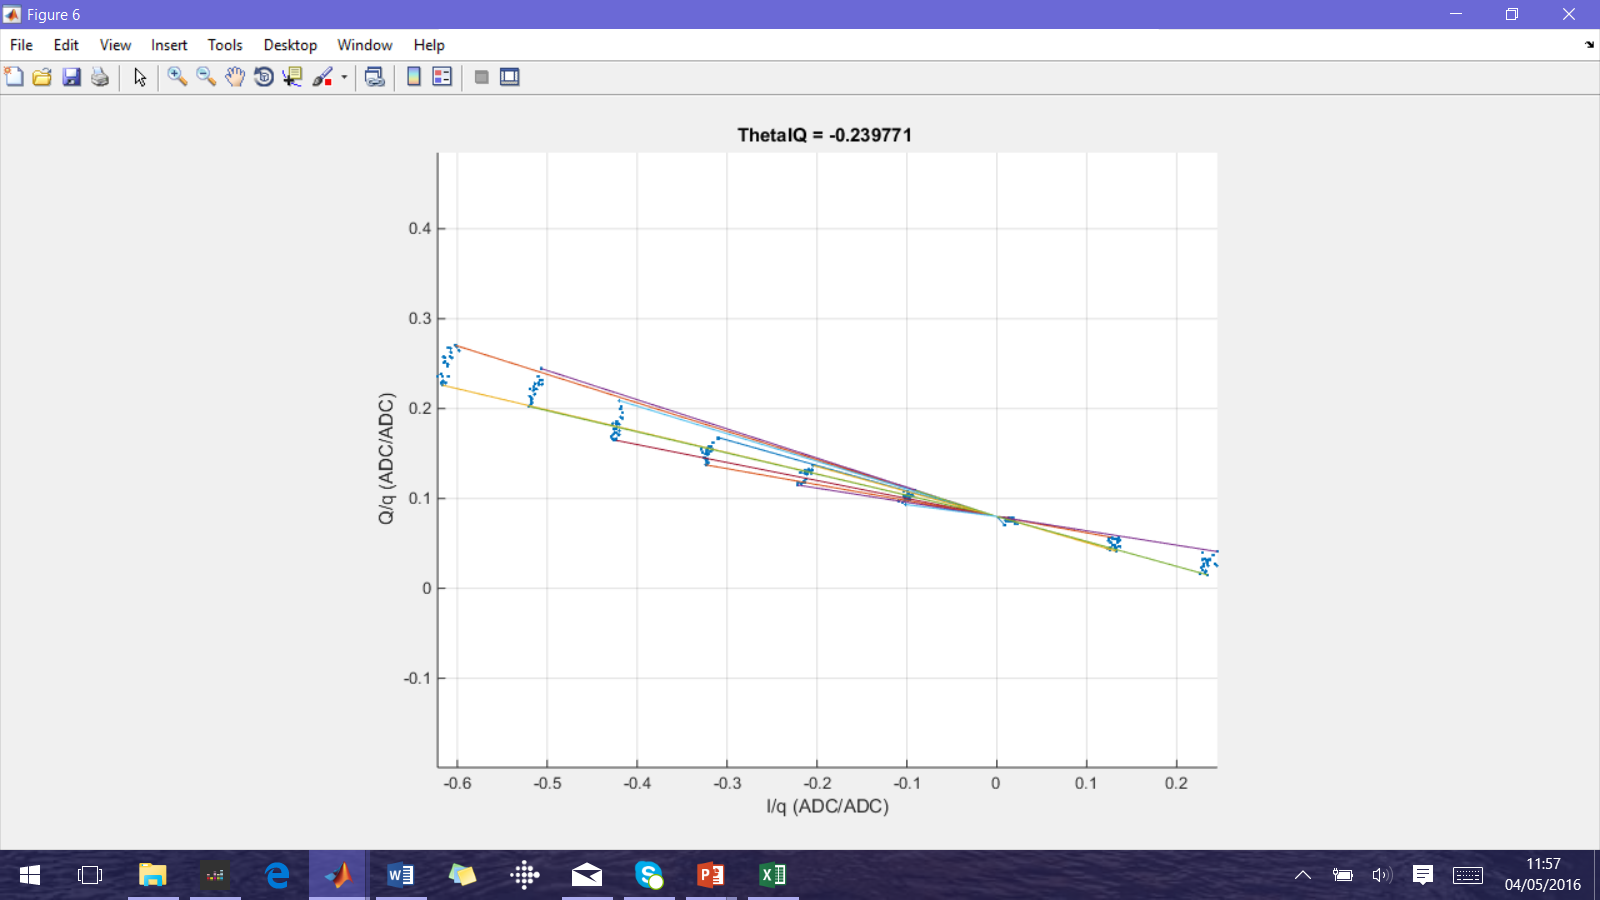 Figure 6
File Edit View Insert Tools Desktop Window Help
ThetaIQ = -0.239771
0.4
0.3
0.2
0.1
0
-0.1
Q/q (ADC/ADC)
-0.6 -0.5 -0.4 -0.3 -0.2 -0.1 0 0.1 0.2
I/q (ADC/ADC)
11:57
04/05/2016